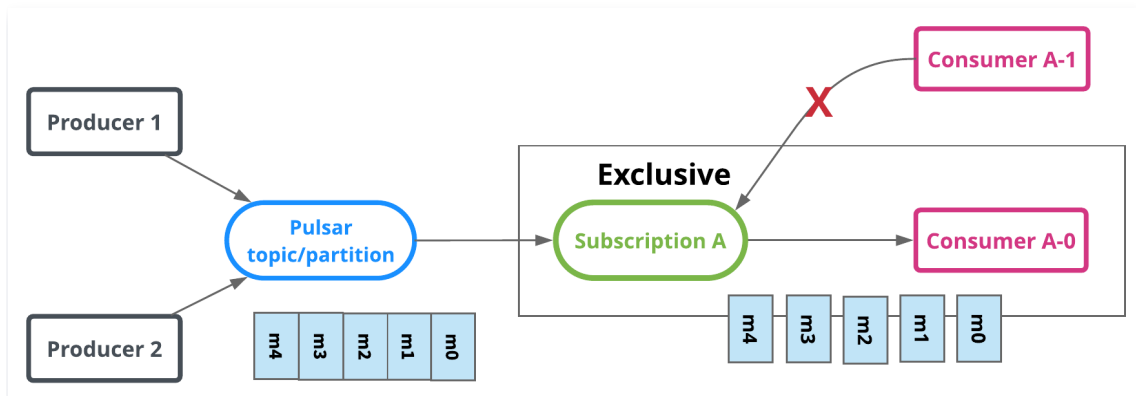 Consumer A-1
X
Producer 1
Exclusive
Pulsar
topic/partition
Subscription A
Consumer A-0
Producer 2
m4
m3
m2
m1
m0
m4
m3
m2
m1
m0